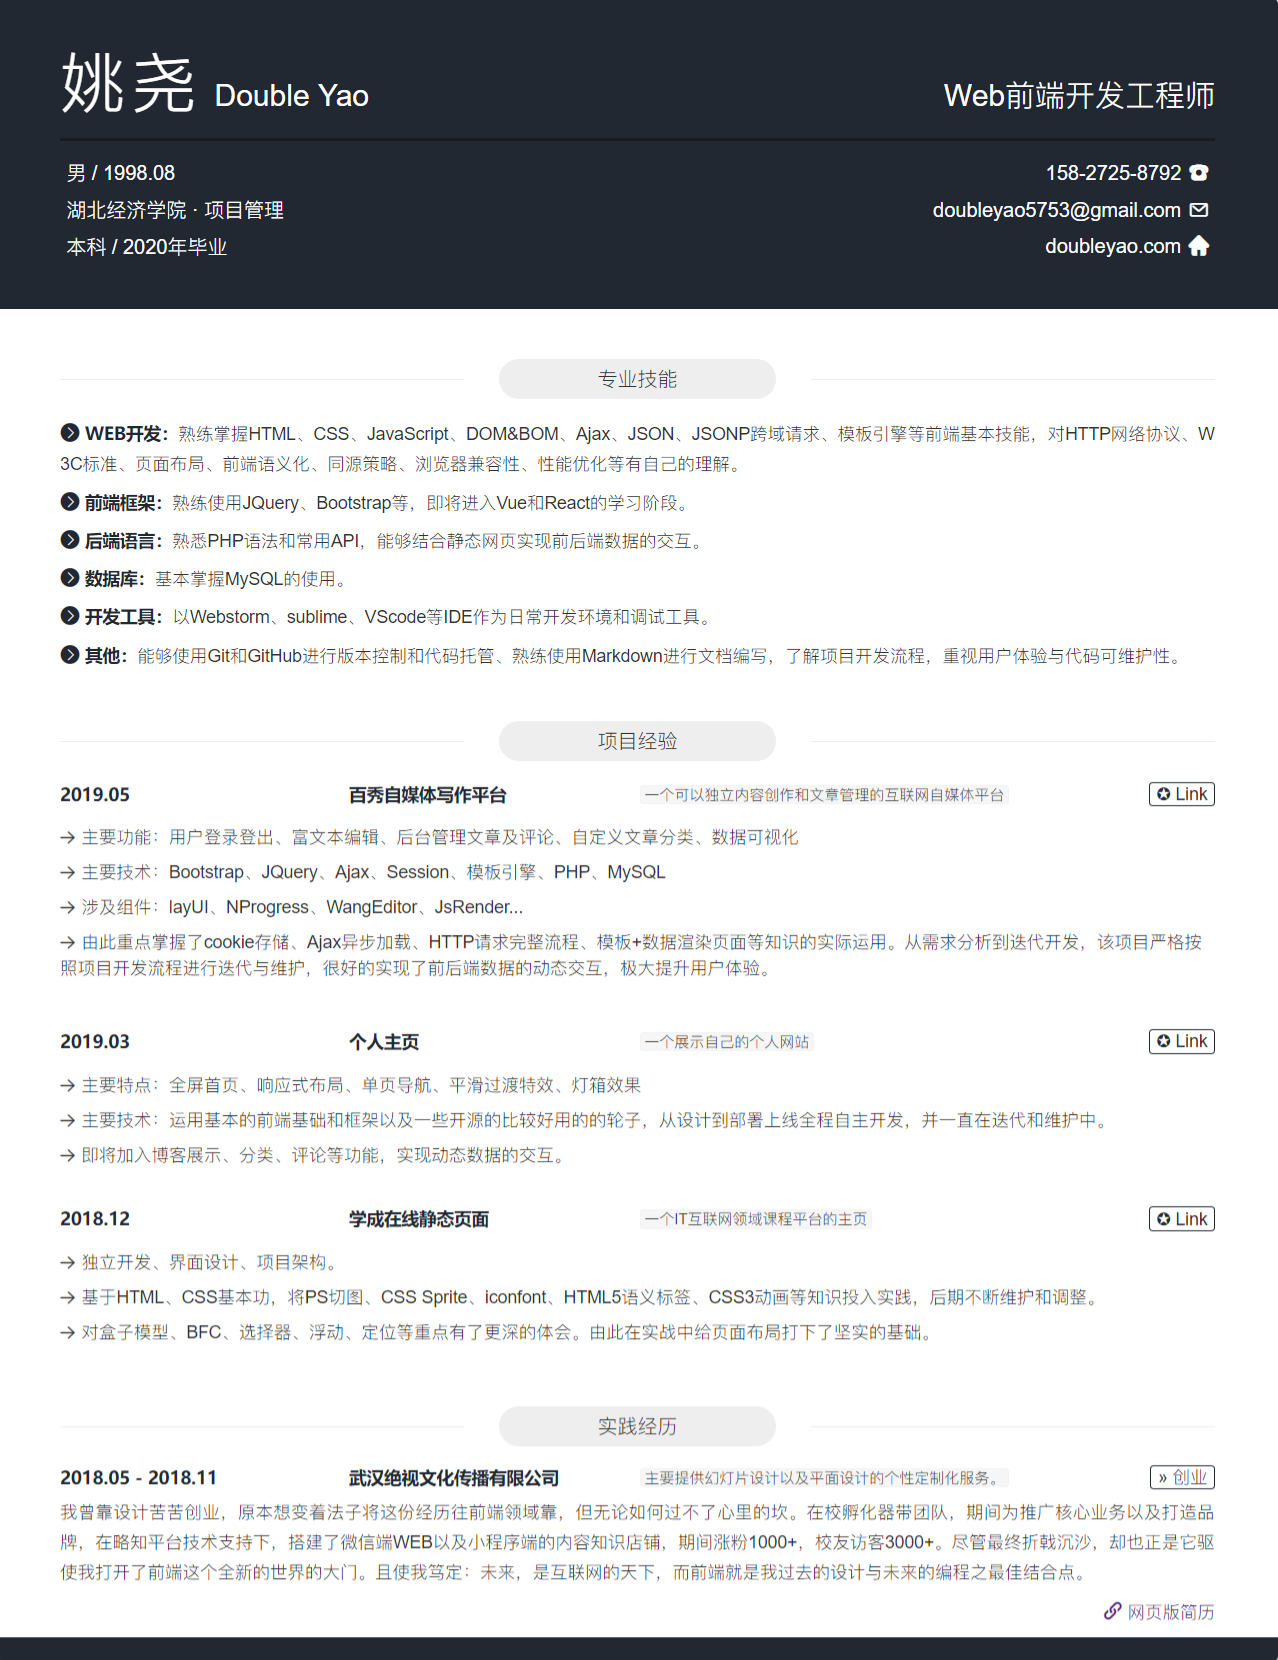 姚尧 Double Yao
Web前端开发工程师
男 / 1998.08
158-2725-8792
湖北经济学院 · 项目管理
doubleyao5753@gmail.com
本科 / 2020年毕业
doubleyao.com
专业技能
WEB开发：熟练掌握HTML、CSS、JavaScript、DOM&BOM、Ajax、JSON、JSONP跨域请求、模板引擎等前端基本技能，对HTTP网络协议、W
3C标准、页面布局、前端语义化、同源策略、浏览器兼容性、性能优化等有自己的理解。
前端框架：熟练使用JQuery、Bootstrap等，即将进入Vue和React的学习阶段。
后端语言：熟悉PHP语法和常用API，能够结合静态网页实现前后端数据的交互。
数据库：基本掌握MySQL的使用。
开发工具：以Webstorm、sublime、VScode等IDE作为日常开发环境和调试工具。
其他：能够使用Git和GitHub进行版本控制和代码托管、熟练使用Markdown进行文档编写，了解项目开发流程，重视用户体验与代码可维护性。
项目经验
2019.05 百秀自媒体写作平台 一个可以独立内容创作和文章管理的互联网自媒体平台 Link
→ 主要功能：用户登录登出、富文本编辑、后台管理文章及评论、自定义文章分类、数据可视化
→ 主要技术：Bootstrap、JQuery、Ajax、Session、模板引擎、PHP、MySQL
→ 涉及组件：layUI、NProgress、WangEditor、JsRender...
→ 由此重点掌握了cookie存储、Ajax异步加载、HTTP请求完整流程、模板+数据渲染页面等知识的实际运用。从需求分析到迭代开发，该项目严格按
照项目开发流程进行迭代与维护，很好的实现了前后端数据的动态交互，极大提升用户体验。
2019.03 个人主页 一个展示自己的个人网站 Link
→ 主要特点：全屏首页、响应式布局、单页导航、平滑过渡特效、灯箱效果
→ 主要技术：运用基本的前端基础和框架以及一些开源的比较好用的的轮子，从设计到部署上线全程自主开发，并一直在迭代和维护中。
→ 即将加入博客展示、分类、评论等功能，实现动态数据的交互。
2018.12 学成在线静态页面 一个IT互联网领域课程平台的主页 Link
→ 独立开发、界面设计、项目架构。
→ 基于HTML、CSS基本功，将PS切图、CSS Sprite、iconfont、HTML5语义标签、CSS3动画等知识投入实践，后期不断维护和调整。
→ 对盒子模型、BFC、选择器、浮动、定位等重点有了更深的体会。由此在实战中给页面布局打下了坚实的基础。
实践经历
2018.05 - 2018.11 武汉绝视文化传播有限公司 主要提供幻灯片设计以及平面设计的个性定制化服务。 » 创业
我曾靠设计苦苦创业，原本想变着法子将这份经历往前端领域靠，但无论如何过不了心里的坎。在校孵化器带团队，期间为推广核心业务以及打造品
牌，在略知平台技术支持下，搭建了微信端WEB以及小程序端的内容知识店铺，期间涨粉1000+，校友访客3000+。尽管最终折戟沉沙，却也正是它驱
使我打开了前端这个全新的世界的大门。且使我笃定：未来，是互联网的天下，而前端就是我过去的设计与未来的编程之最佳结合点。
网页版简历